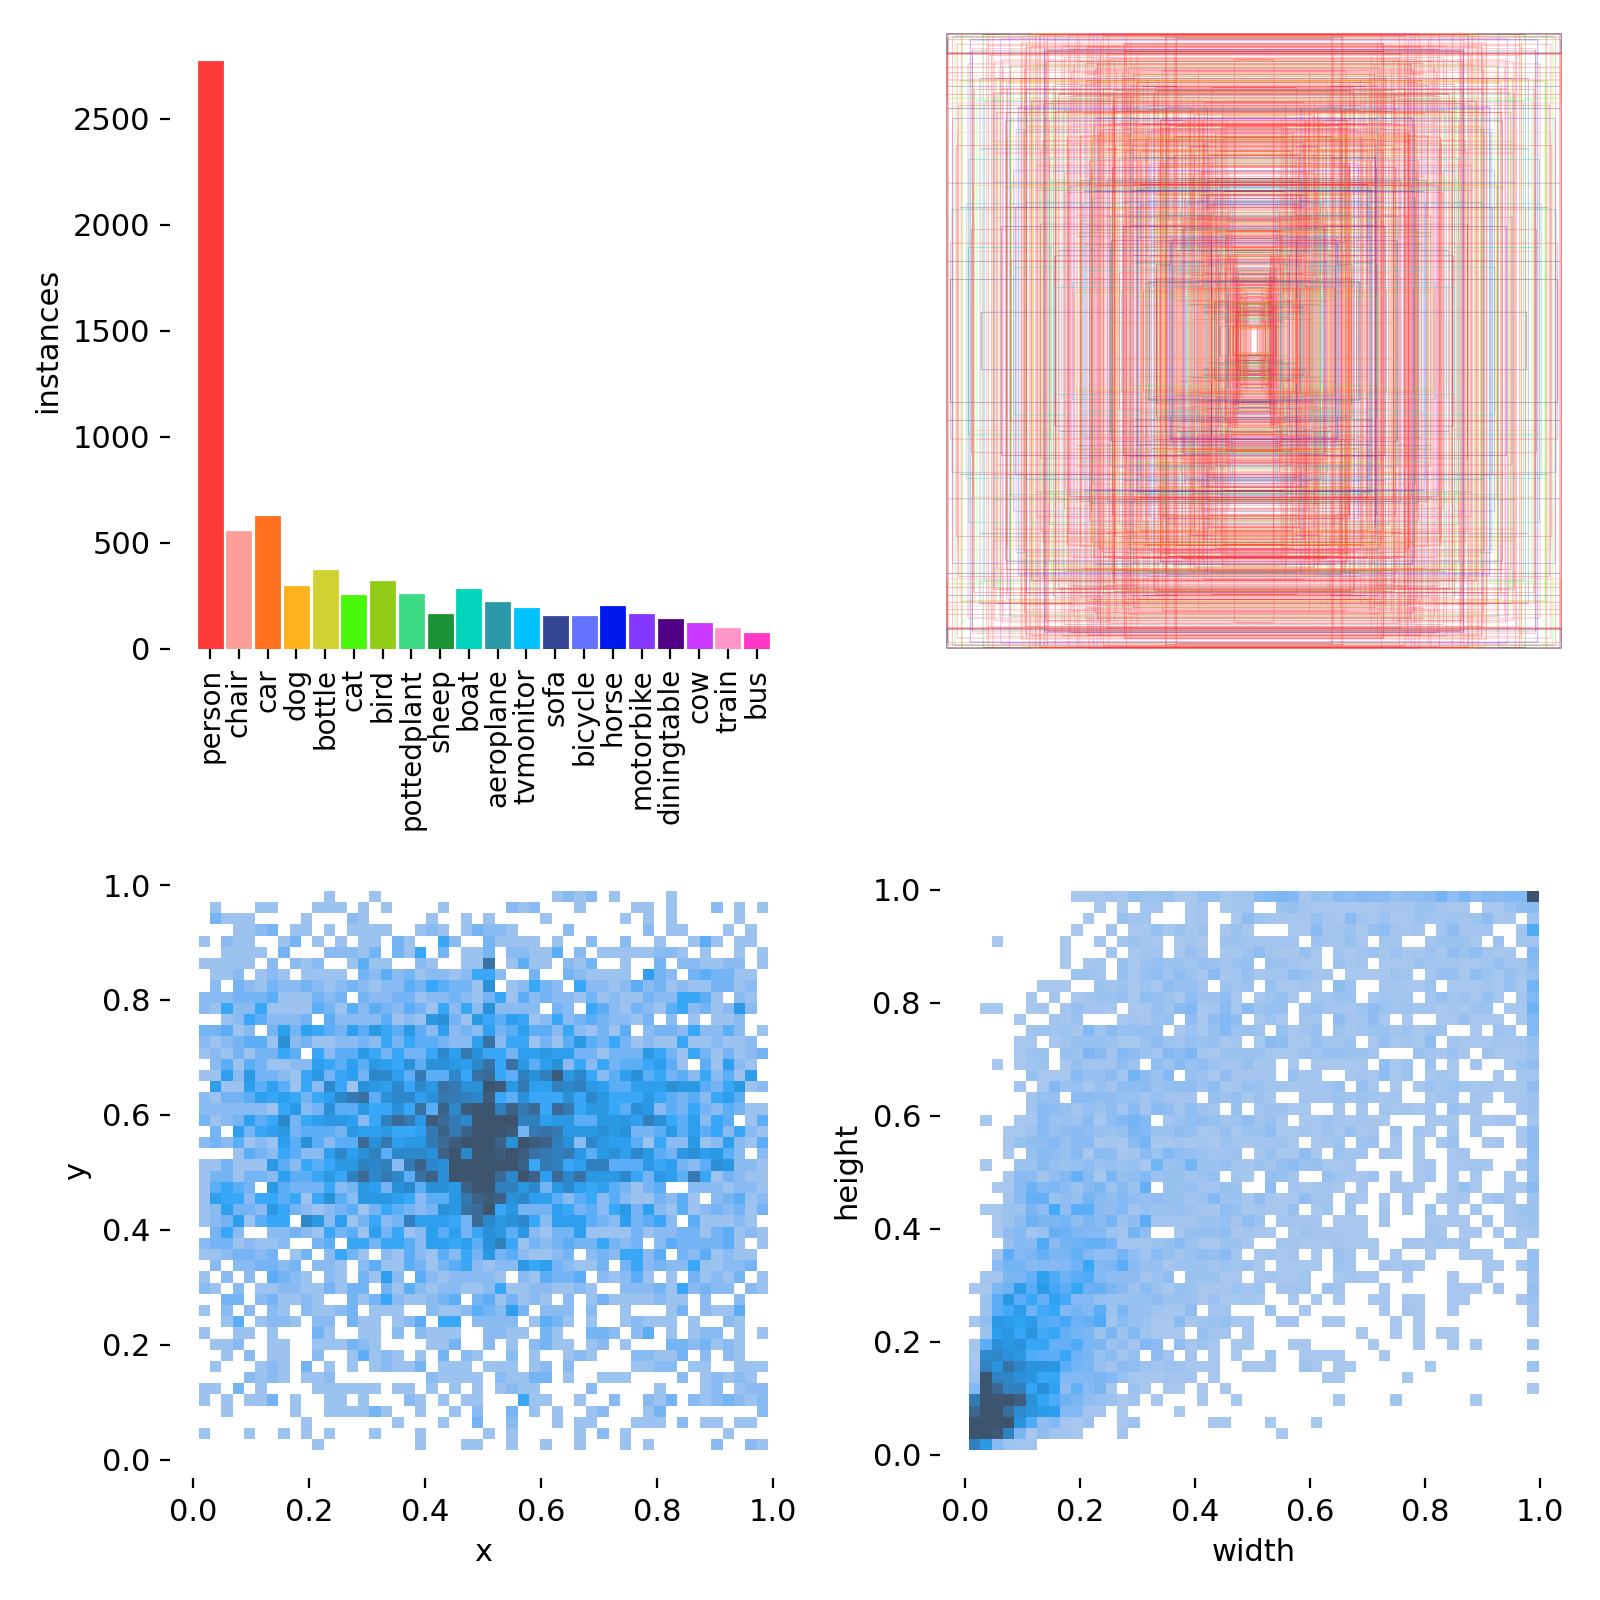 2500
2000
1500
1000
500
0
instances
person
chair
car
dog
bottle
cat
bird
pottedplant
sheep
boat
aeroplane
tvmonitor
sofa
bicycle
horse
motorbike
diningtable
cow
train
bus
1.0
0.8
0.6
0.4
0.2
0.0
y
0.0 0.2 0.4 0.6 0.8 1.0
x
1.0
0.8
0.6
0.4
0.2
0.0
height
0.0 0.2 0.4 0.6 0.8 1.0
width